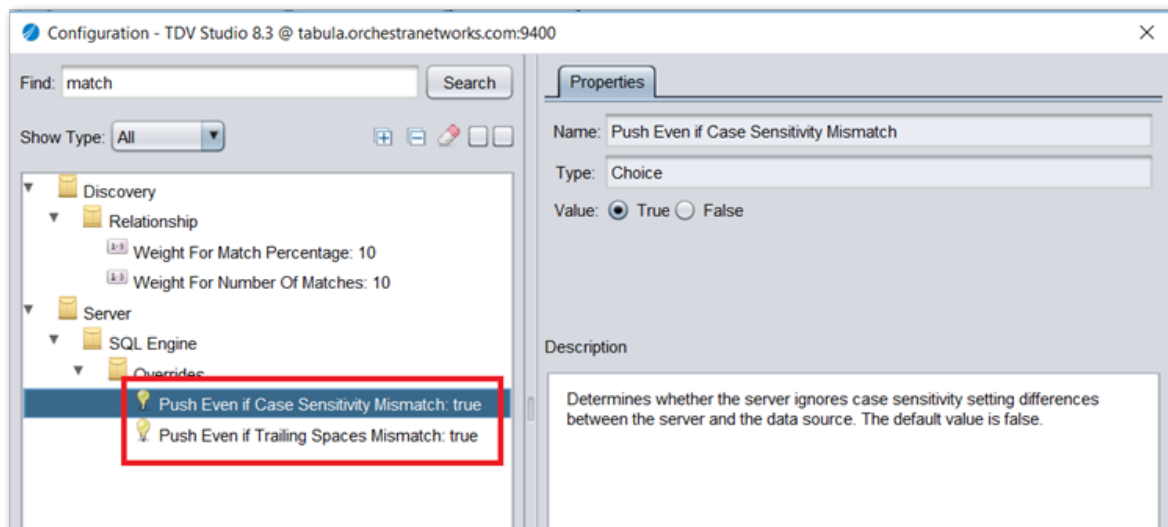 Configuration - TDV Studio 8.3 @ tabula.orchestranetworks.com:9400
Find: match Search
Show Type: All
Discovery
Relationship
Weight For Match Percentage: 10
Weight For Number Of Matches: 10
Server
SQL Engine
Overrides
Push Even if Case Sensitivity Mismatch: true
Push Even if Trailing Spaces Mismatch: true
Properties
Name: Push Even if Case Sensitivity Mismatch
Type: Choice
Value: True False
Description
Determines whether the server ignores case sensitivity setting differences
between the server and the data source. The default value is false.